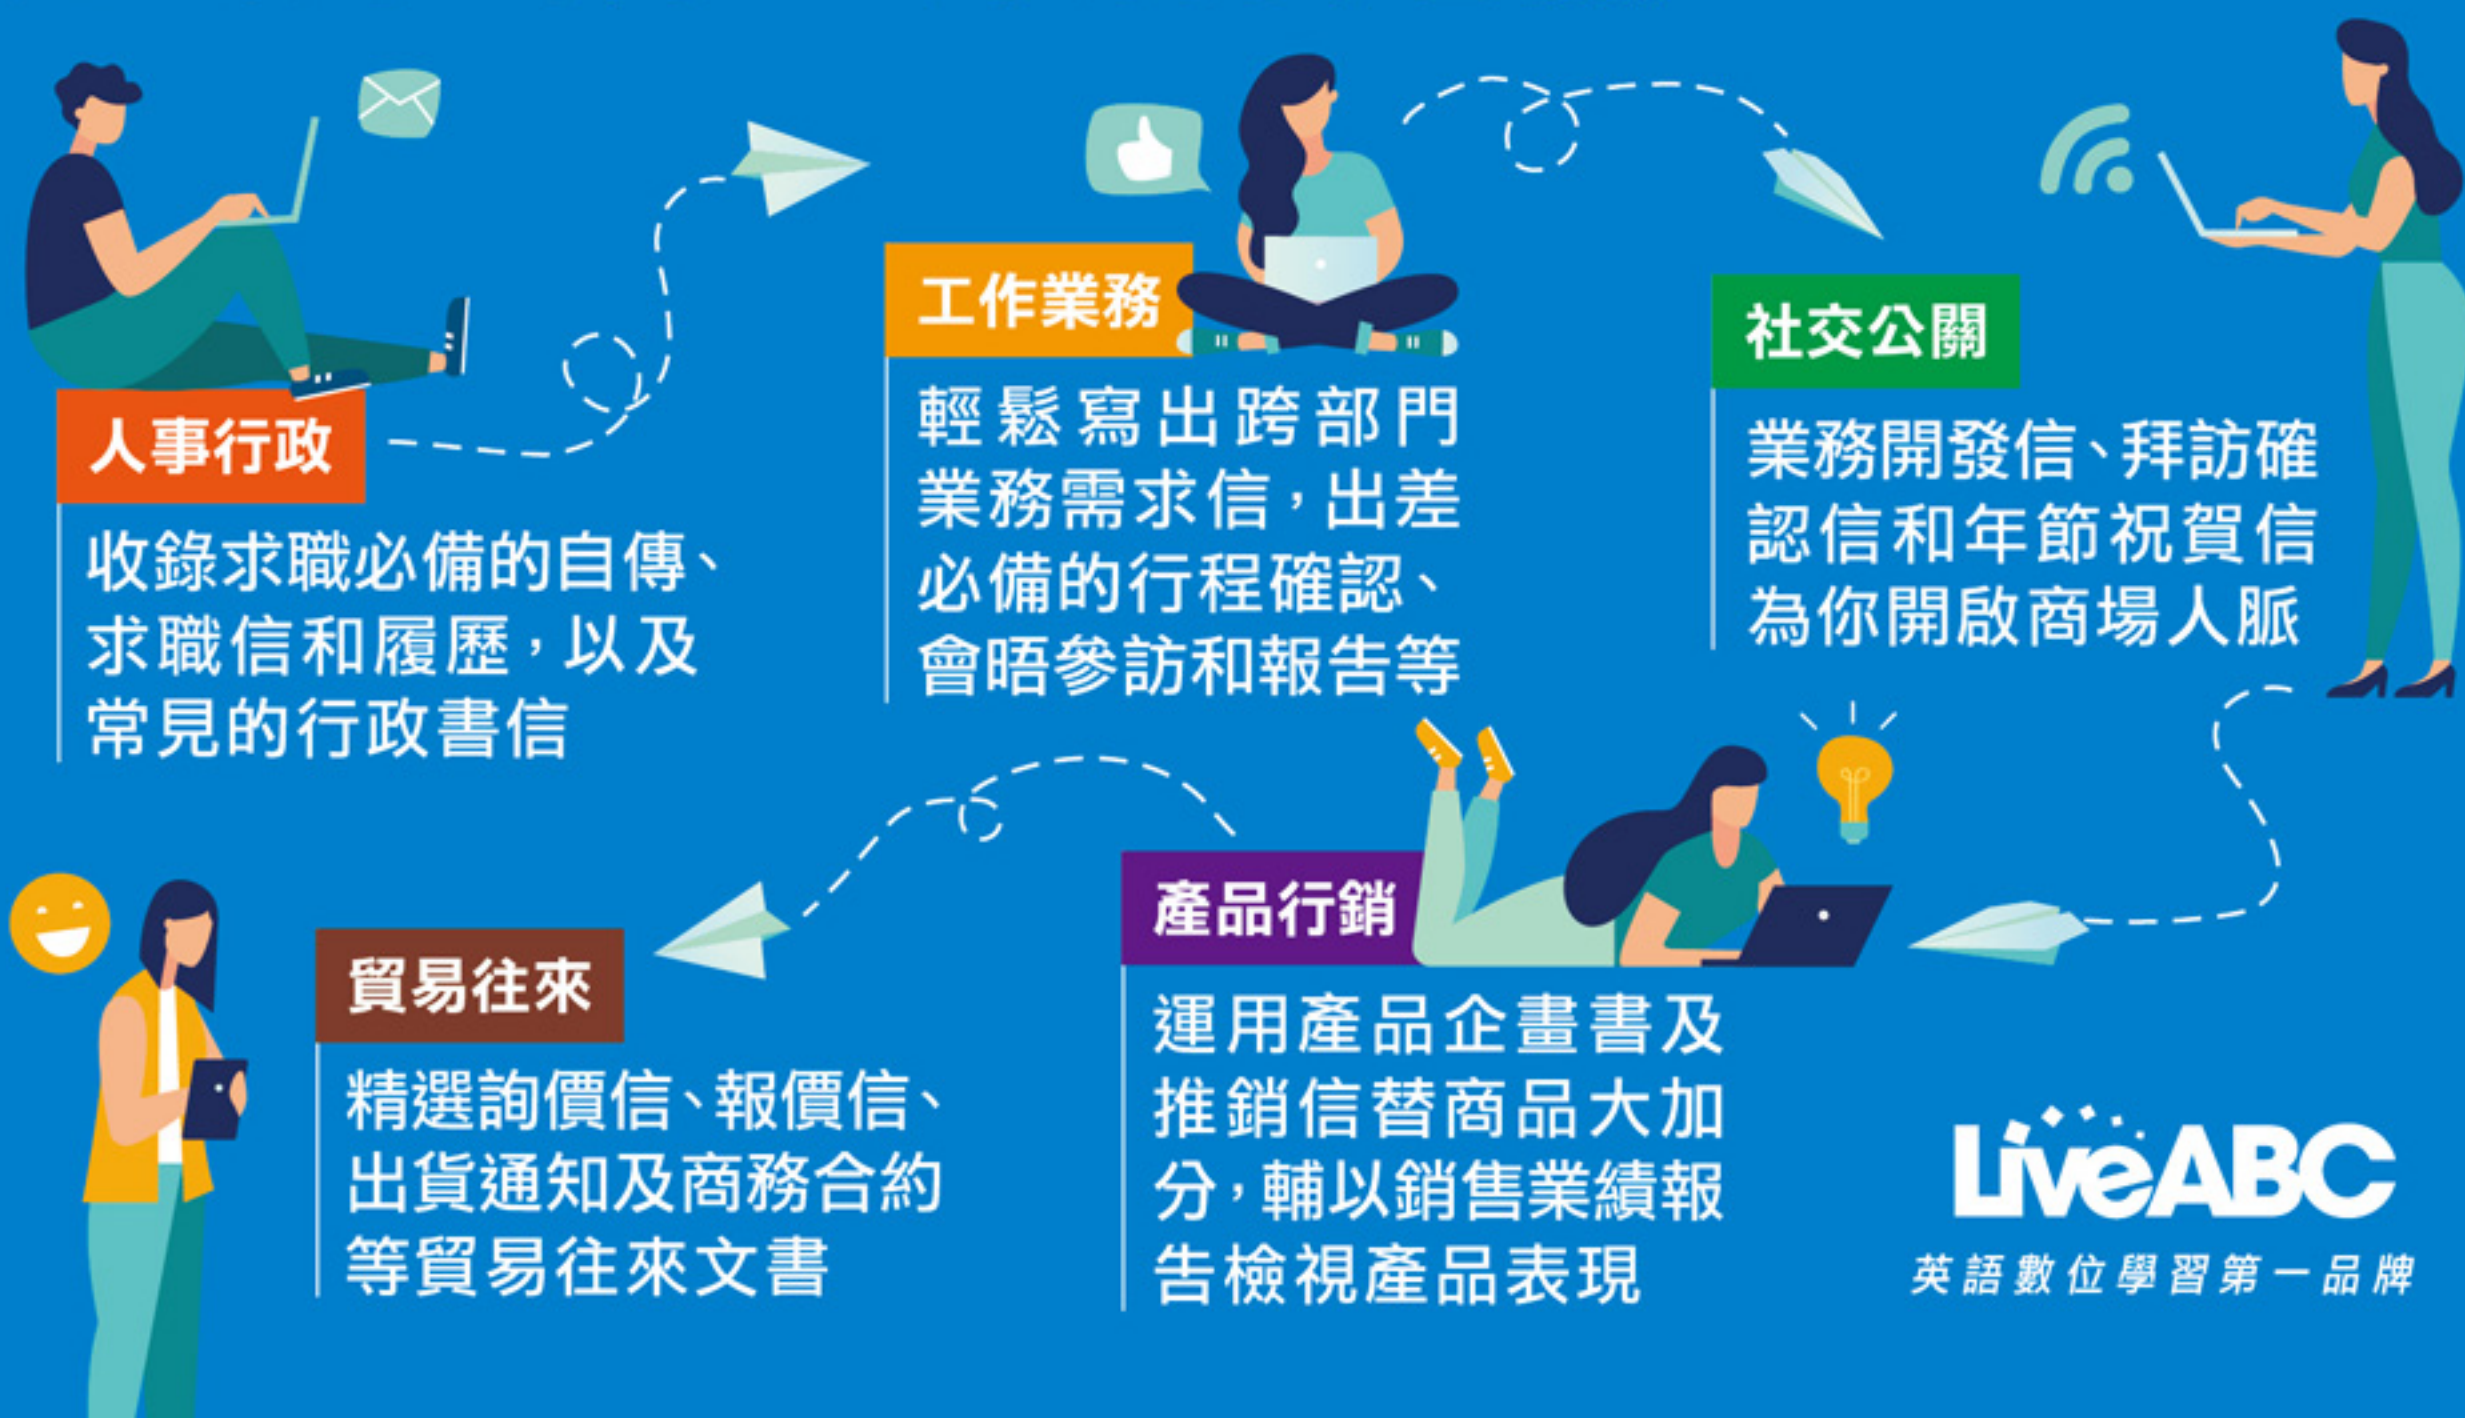 人事行政
收錄求職必備的自傳、
求職信和履歷，以及
常見的行政書信
工作業務
輕鬆寫出跨部門
業務需求信，出差
必備的行程確認、
會晤參訪和報告等
社交公關
業務開發信、拜訪確
認信和年節祝賀信
為你開啟商場人脈
產品行銷
運用產品企畫書及
推銷信替商品大加
分，輔以銷售業績報
告檢視產品表現
貿易往來
精選詢價信、報價信、
出貨通知及商務合約
等貿易往來文書
LiveABC
英語數位學習第一品牌